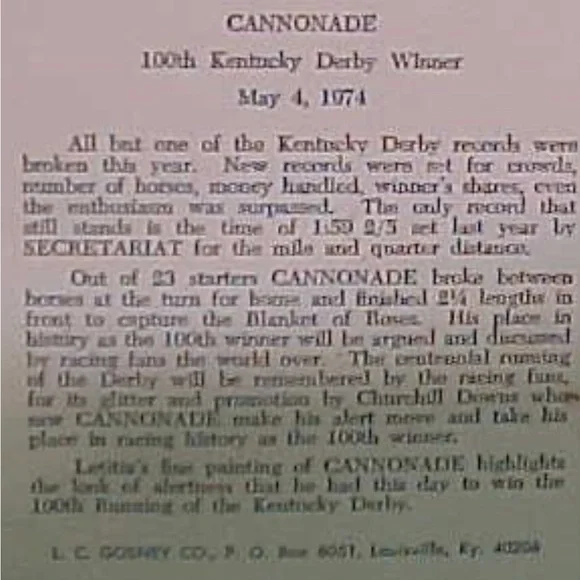 CANNONADE
100th Kentucky Derby Winner
May 4, 1974
All but one of the Kentucky Derby records were
broken this year. New records were set for crowds,
number of horses, money handled, winner's shares, even
the enthusiasm was surpassed. The only record that
still stands is the time of 1:59 2/5 set last year by
SECRETARIAT for the mile and quarter distance.
Out of 23 starters CANNONADE broke between
horses at the turn for home and finished 2¼ lengths in
front to capture the Blanket of Roses. His place in
history as the 100th winner will be argued and discussed
by racing fans the world over. The centennial running
of the Derby will be remembered by the racing fans,
for its glitter and promotion by Churchill Downs who
saw CANNONADE make his alert move and take his
place in racing history as the 100th winner.
Letitia's fine painting of CANNONADE highlights
the look of alertness that he had this day to win the
100th Running of the Kentucky Derby.
L. C. GOSNEY CO., P. O. Box 6051, Louisville, Ky. 40206